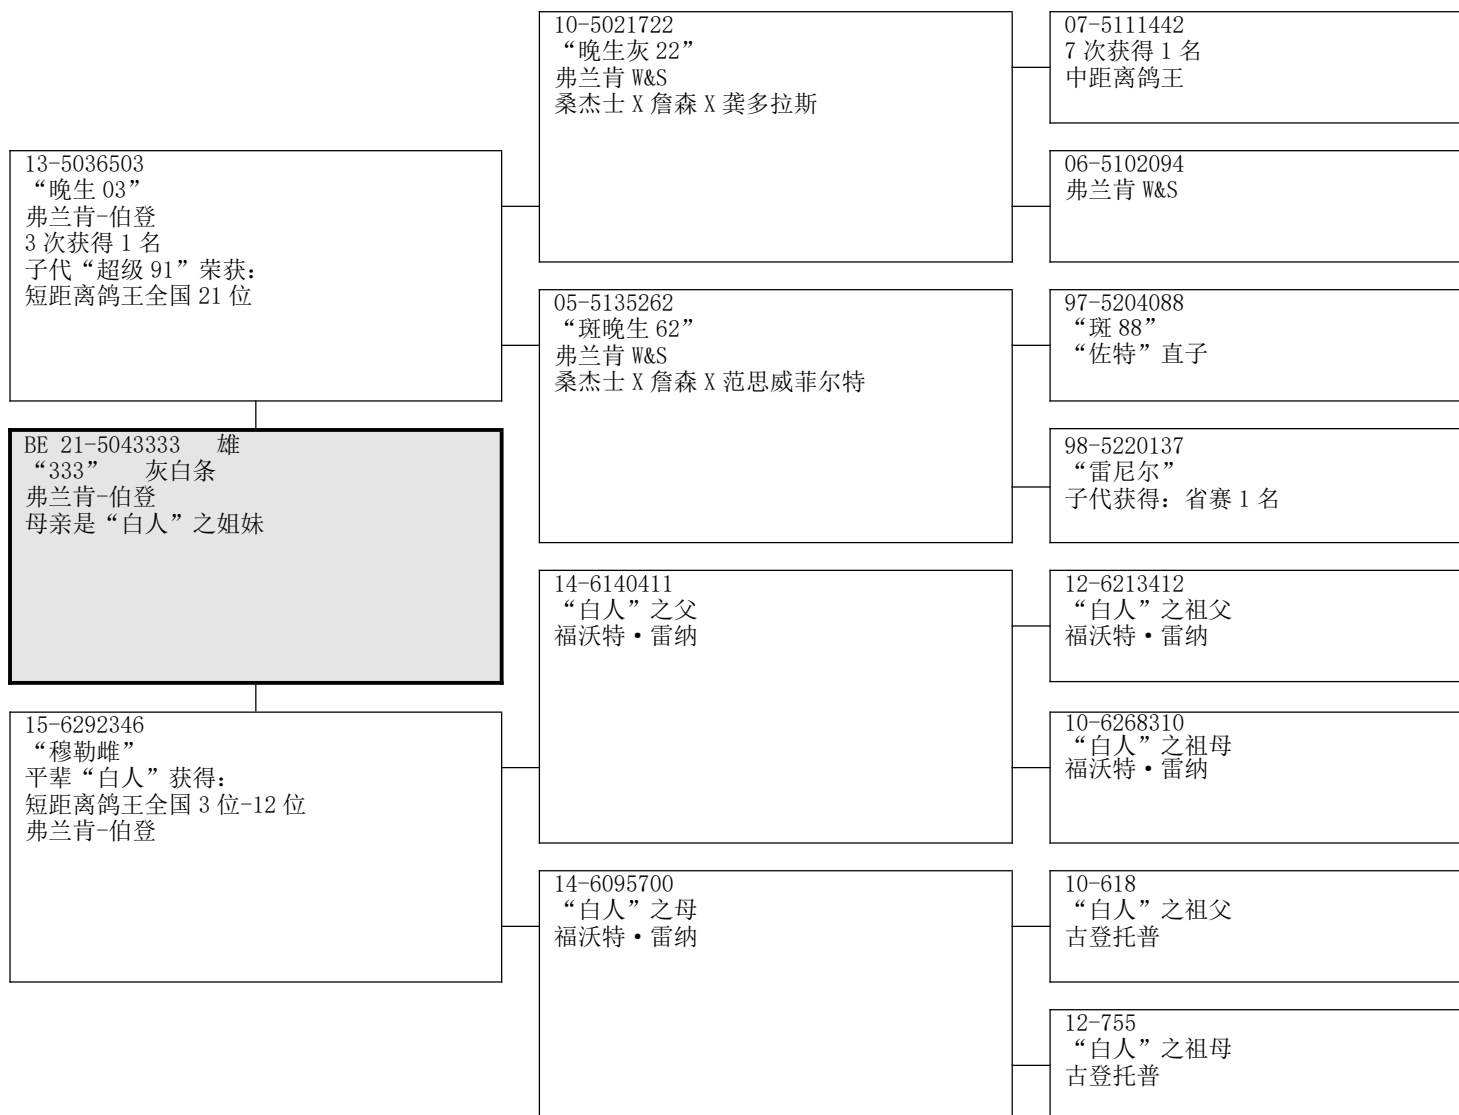 13-5036503
“晚生 03”
弗兰肯-伯登
3 次获得 1 名
子代“超级 91”荣获：
短距离鸽王全国 21 位
BE 21-5043333 雄
“333” 灰白条
弗兰肯-伯登
母亲是“白人”之姐妹
15-6292346
“穆勒雌”
平辈“白人”获得：
短距离鸽王全国 3 位-12 位
弗兰肯-伯登
10-5021722
“晚生灰 22”
弗兰肯 W&S
桑杰士 X 詹森 X 龚多拉斯
05-5135262
“斑晚生 62”
弗兰肯 W&S
桑杰士 X 詹森 X 范思威菲尔特
14-6140411
“白人”之父
福沃特·雷纳
14-6095700
“白人”之母
福沃特·雷纳
07-5111442
7 次获得 1 名
中距离鸽王
06-5102094
弗兰肯 W&S
97-5204088
“斑 88”
“佐特”直子
98-5220137
“雷尼尔”
子代获得：省赛 1 名
12-6213412
“白人”之祖父
福沃特·雷纳
10-6268310
“白人”之祖母
福沃特·雷纳
10-618
“白人”之祖父
古登托普
12-755
“白人”之祖母
古登托普